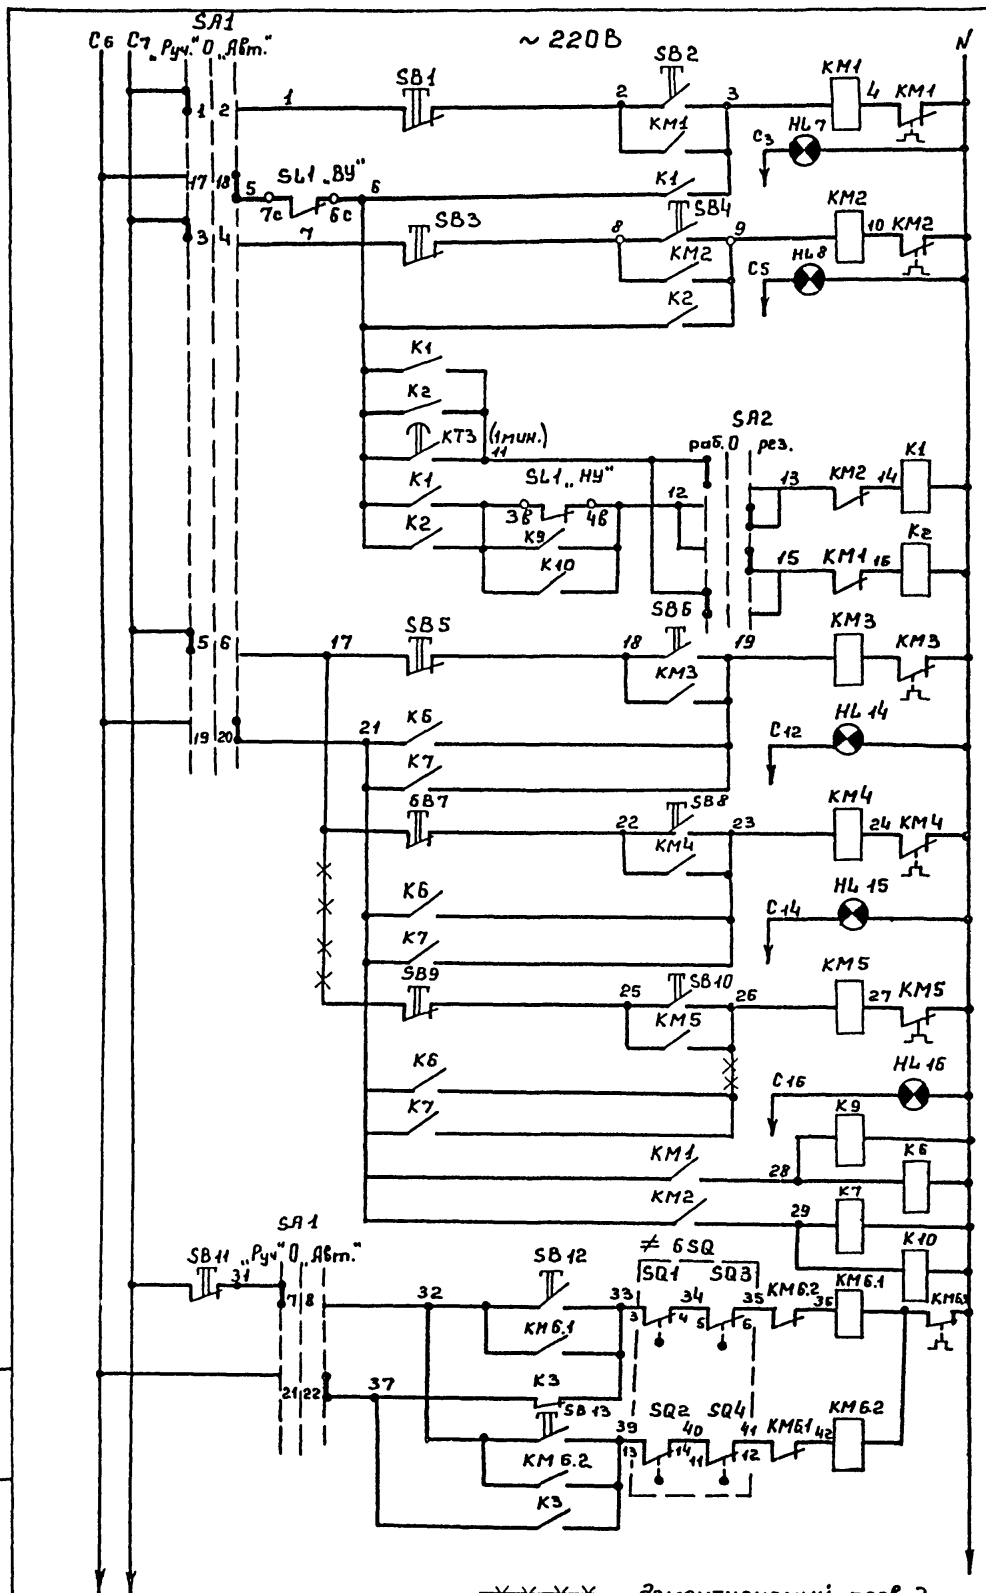 SA1
С6 С7 „Руч." 0 „Авт."
~ 220В
N
1 2 1 SB1 2 SB2 3 KM1 4 KM1
KM1 C3 HL7
17 18 5 SL1 „ВУ" 6 K1
7с 6с
3 4 7 SB3 8 SB4 9 KM2 10 KM2
KM2 C5 HL8
K2
K1
K2
KT3 (1мин.)
11
SA2
раб. 0 рез.
K1 SL1 „НУ" 12 13 KM2 14 K1
3в 4в
K2 K9
K10 15 KM1 16 K2
5 6 17 SB5 18 SB6 19 KM3 KM3
KM3
19 20 21 K6 C12 HL14
K7
SB7 22 SB8 23 KM4 24 KM4
KM4
K6 C14 HL15
K7
SB9 25 SB10 26 KM5 27 KM5
KM5
K6 C16 HL16
K7 K9
KM1 28 K6
KM2 29 K7
K10
SA1
SB11 31 „Руч" 0 „Авт."
≠ 6SQ
7 8 32 SB12 33 SQ1 34 SQ3 35 KM6.2 36 KM6.1
3 4 5 6
KM6.1
21 22 37 K3
SB13 39 SQ2 40 SQ4 41 KM6.1 42 KM6.2
13 14 11 12
KM6.2
K3